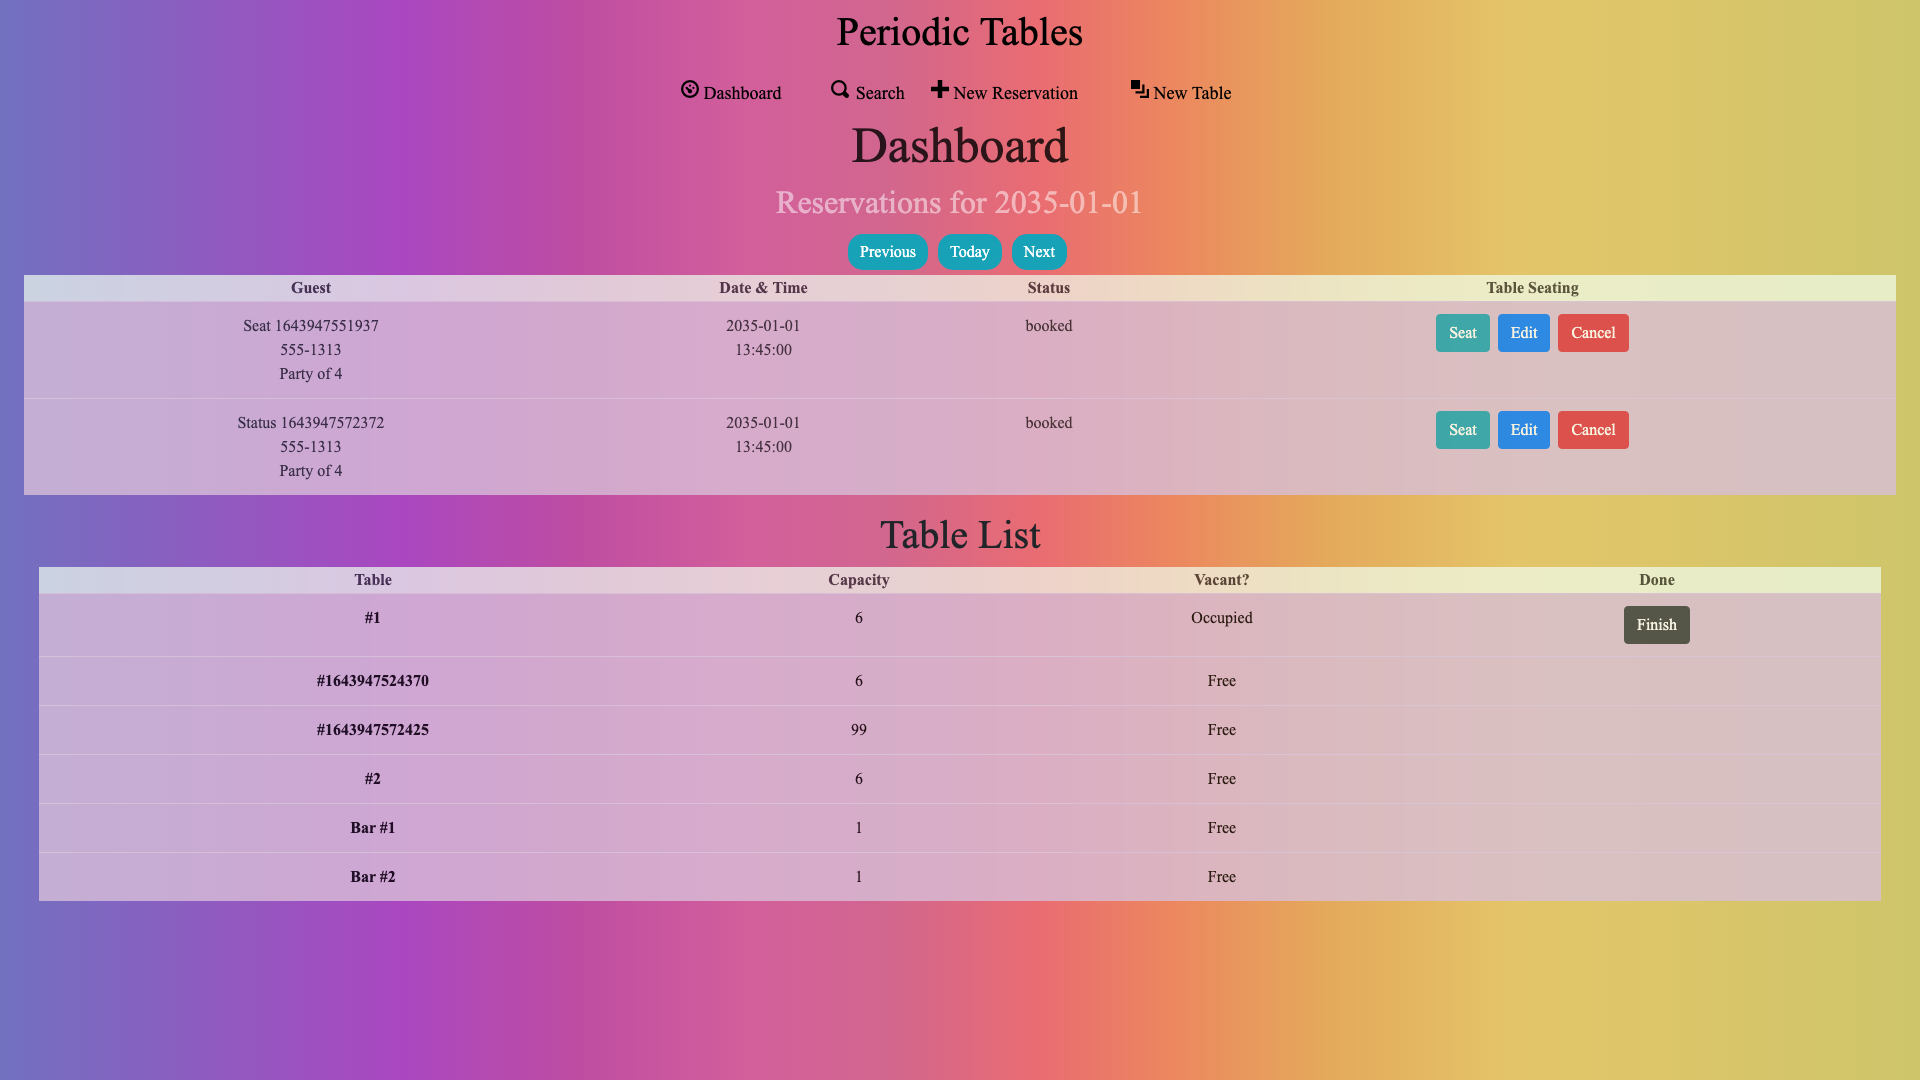 Periodic Tables
Dashboard Search New Reservation New Table
Dashboard
Reservations for 2035-01-01
Previous Today Next
Guest Date & Time Status Table Seating
Seat 1643947551937 2035-01-01 booked Seat Edit Cancel
555-1313 13:45:00
Party of 4
Status 1643947572372 2035-01-01 booked Seat Edit Cancel
555-1313 13:45:00
Party of 4
Table List
Table Capacity Vacant? Done
#1 6 Occupied Finish
#1643947524370 6 Free
#1643947572425 99 Free
#2 6 Free
Bar #1 1 Free
Bar #2 1 Free